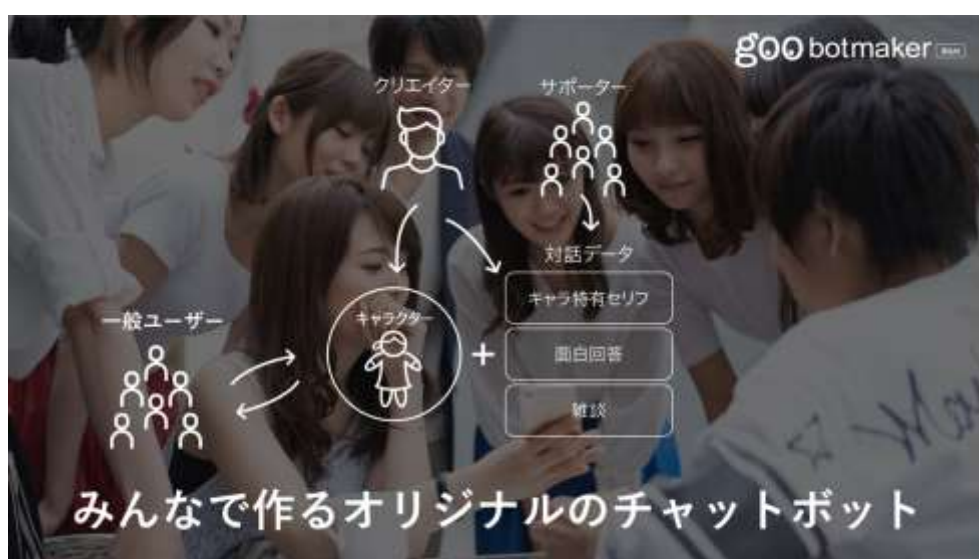 goo botmaker
クリエイター
サポーター
対話データ
キャラ特有セリフ
一般ユーザー
キャラクター
+
面白回答
雑談
みんなで作るオリジナルのチャットボット